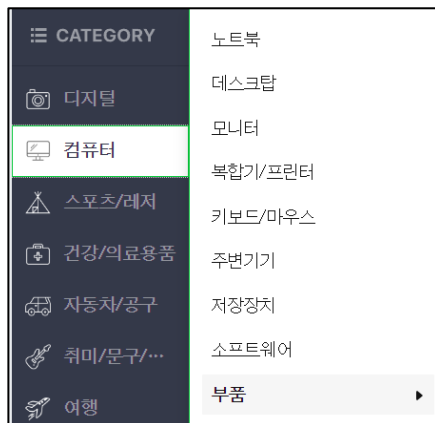 CATEGORY
디지털
컴퓨터
스포츠/레저
건강/의료용품
자동차/공구
취미/문구/…
여행
노트북
데스크탑
모니터
복합기/프린터
키보드/마우스
주변기기
저장장치
소프트웨어
부품